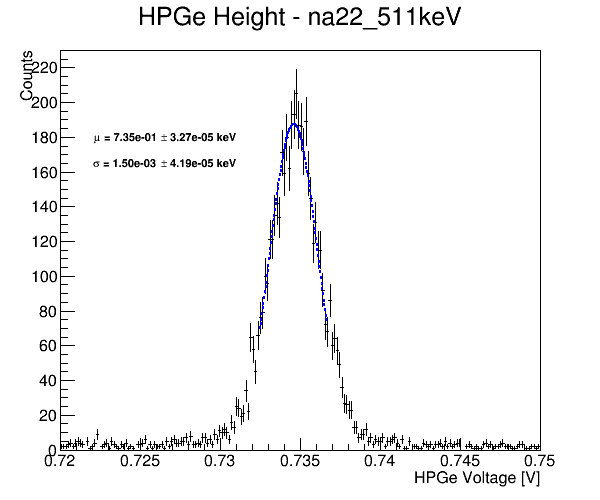 HPGe Height - na22_511keV
Counts
220
200
180
160
140
120
100
80
60
40
20
0
μ = 7.35e-01 ± 3.27e-05 keV
σ = 1.50e-03 ± 4.19e-05 keV
0.72 0.725 0.73 0.735 0.74 0.745 0.75
HPGe Voltage [V]